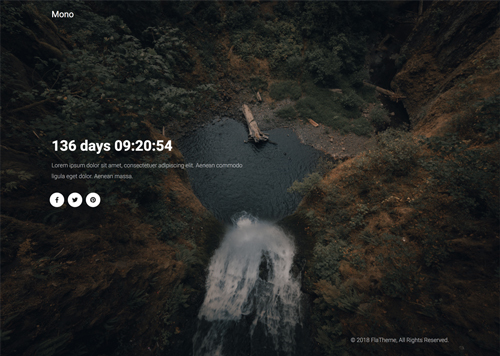 Mono
136 days 09:20:54
Lorem ipsum dolor sit amet, consectetuer adipiscing elit. Aenean commodo
ligula eget dolor. Aenean massa.
© 2018 FlaTheme, All Rights Reserved.